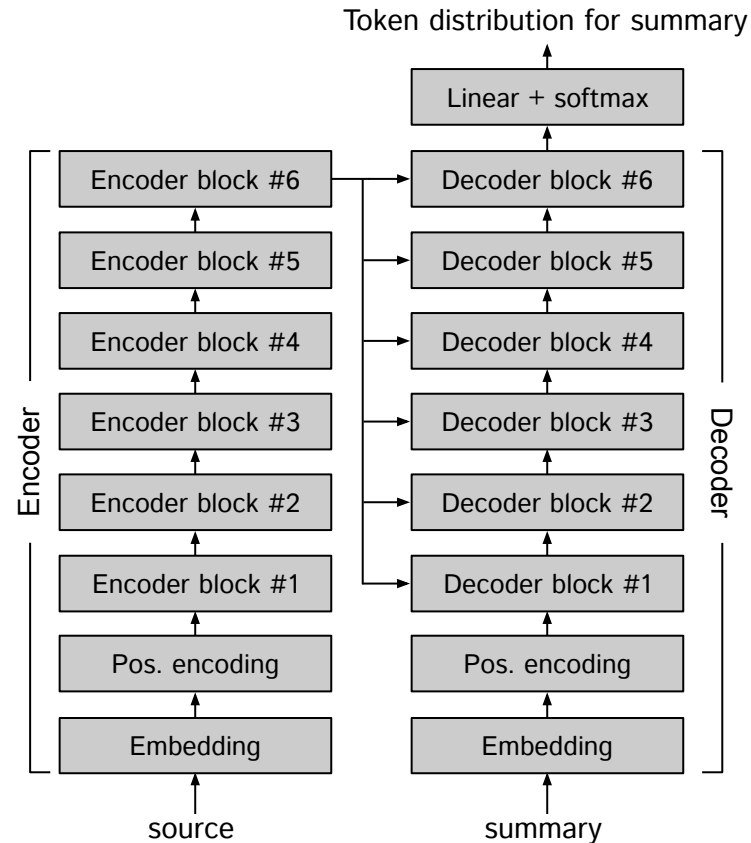 Token distribution for summary
Linear + softmax
Encoder block #6
Decoder block #6
Encoder block #5
Decoder block #5
Encoder block #4
Decoder block #4
Encoder block #3
Decoder block #3
Encoder
Decoder
Encoder block #2
Decoder block #2
Encoder block #1
Decoder block #1
Pos. encoding
Pos. encoding
Embedding
Embedding
source
summary